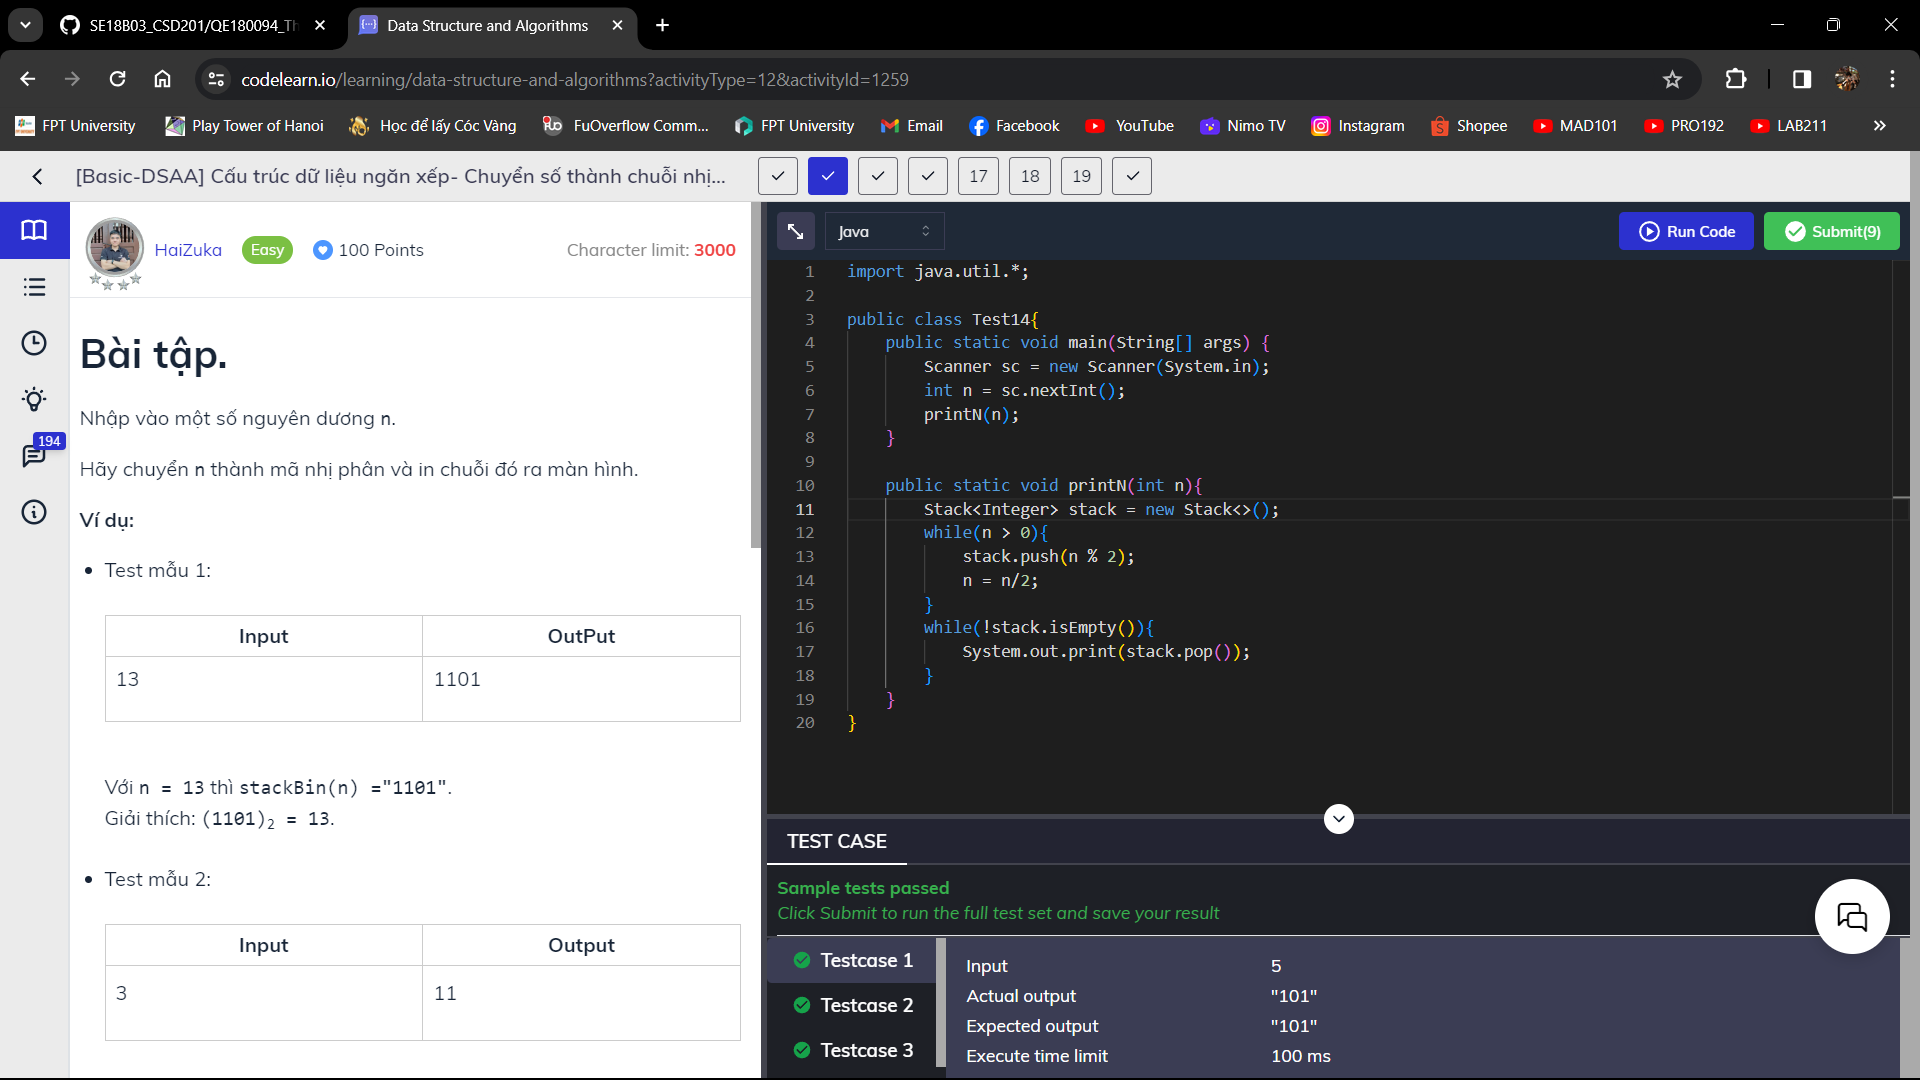 SE18B03_CSD201/QE180094_Th
Data Structure and Algorithms
codelearn.io/learning/data-structure-and-algorithms?activityType=12&activityId=1259
FPT University
Play Tower of Hanoi
Học để lấy Cóc Vàng
FuOverflow Comm...
FPT University
Email
Facebook
YouTube
Nimo TV
Instagram
Shopee
MAD101
PRO192
LAB211
[Basic-DSAA] Cấu trúc dữ liệu ngăn xếp- Chuyển số thành chuỗi nhị...
17
18
19
HaiZuka
Easy
100 Points
Character limit: 3000
194
Bài tập.
Nhập vào một số nguyên dương n.
Hãy chuyển n thành mã nhị phân và in chuỗi đó ra màn hình.
Ví dụ:
• Test mẫu 1:
Input OutPut
13 1101
Với n = 13 thì stackBin(n) ="1101".
Giải thích: (1101)2 = 13.
• Test mẫu 2:
Input Output
3 11
Java
Run Code
Submit(9)
1 import java.util.*;
2
3 public class Test14{
4 public static void main(String[] args) {
5 Scanner sc = new Scanner(System.in);
6 int n = sc.nextInt();
7 printN(n);
8 }
9
10 public static void printN(int n){
11 Stack<Integer> stack = new Stack<>();
12 while(n > 0){
13 stack.push(n % 2);
14 n = n/2;
15 }
16 while(!stack.isEmpty()){
17 System.out.print(stack.pop());
18 }
19 }
20 }
TEST CASE
Sample tests passed
Click Submit to run the full test set and save your result
Testcase 1
Testcase 2
Testcase 3
Input 5
Actual output "101"
Expected output "101"
Execute time limit 100 ms